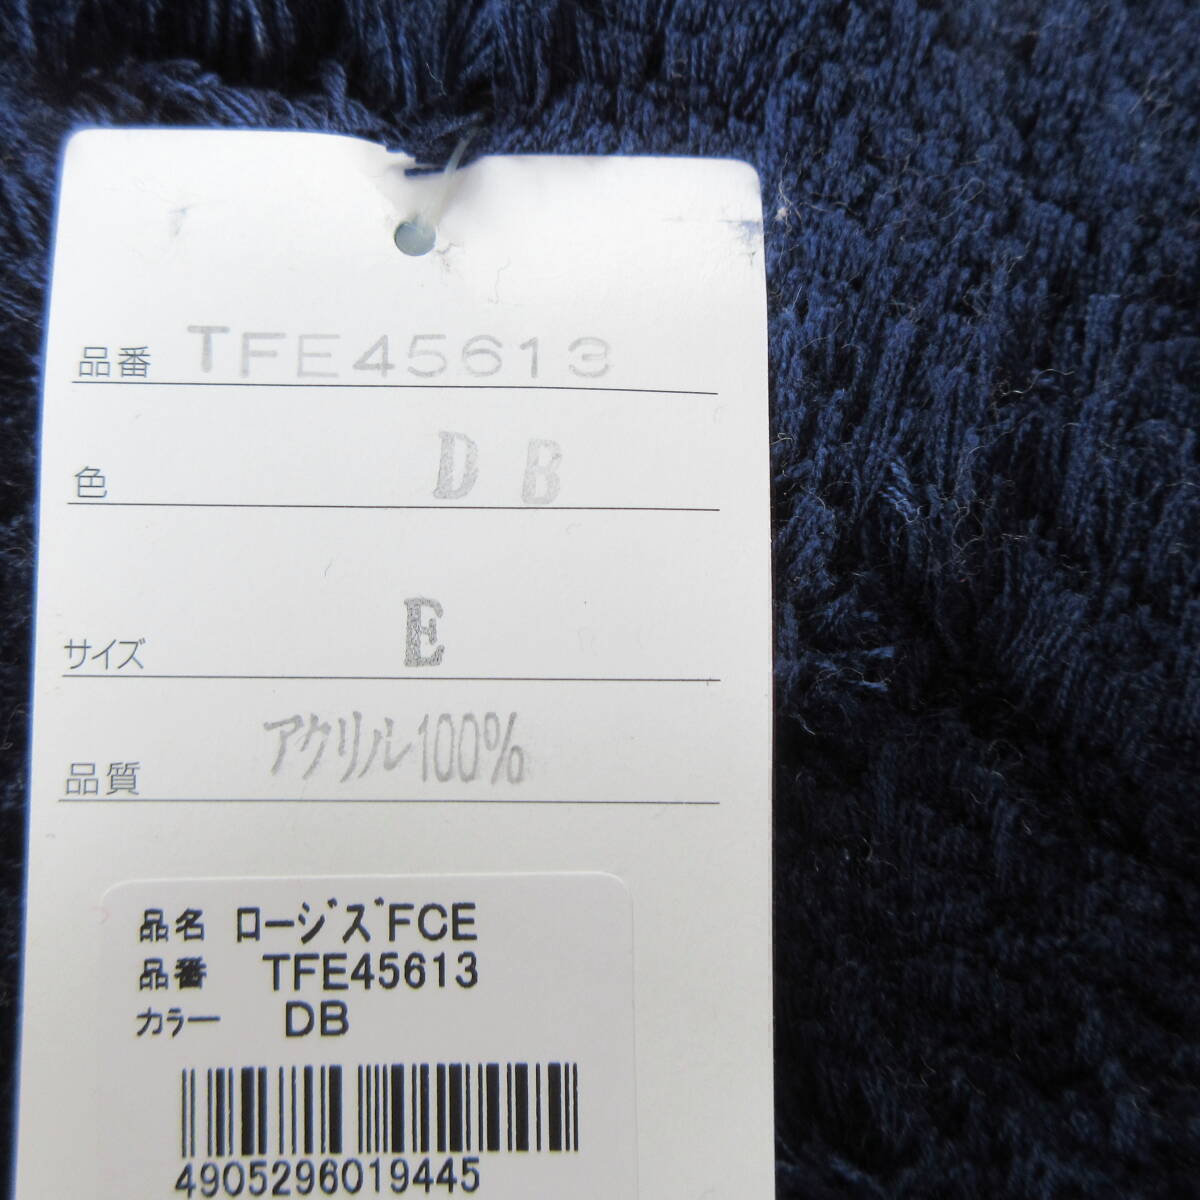 品番 TFE45613
色 DB
サイズ E
品質 アクリル100%
品名 ロージズFCE
品番 TFE45613
カラー DB
4905296019445